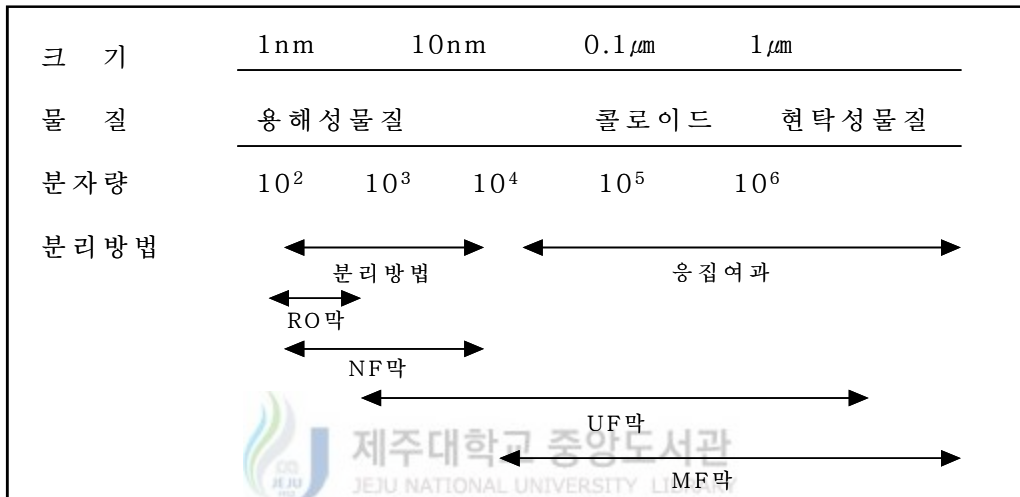 크 기 1nm 10nm 0.1㎛ 1㎛
물 질 용해성물질 콜로이드 현탁성물질
분자량 10² 10³ 10⁴ 10⁵ 10⁶
분리방법
분리방법 응집여과
RO막
NF막
UF막
제주대학교 중앙도서관
JEJU NATIONAL UNIVERSITY LIBRARY
MF막
JEJU
1952